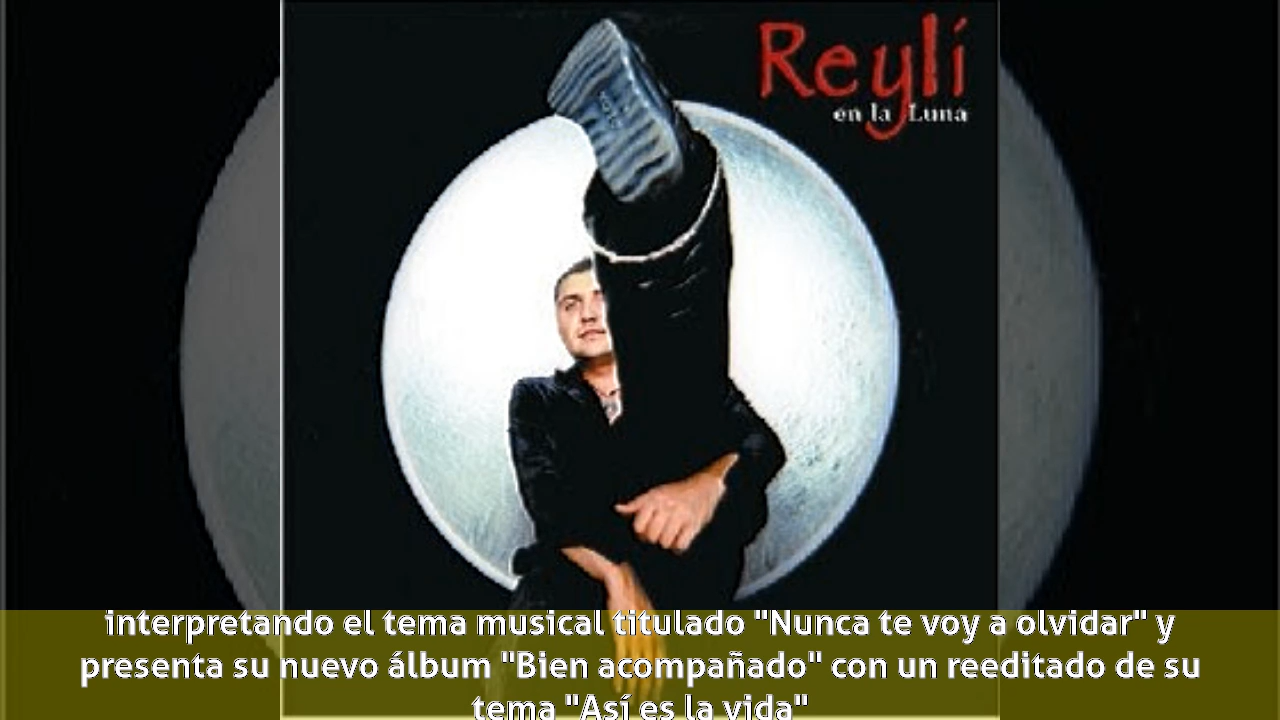 Reyli
en la Luna
interpretando el tema musical titulado "Nunca te voy a olvidar" y
presenta su nuevo álbum "Bien acompañado" con un reeditado de su
tema "Así es la vida"